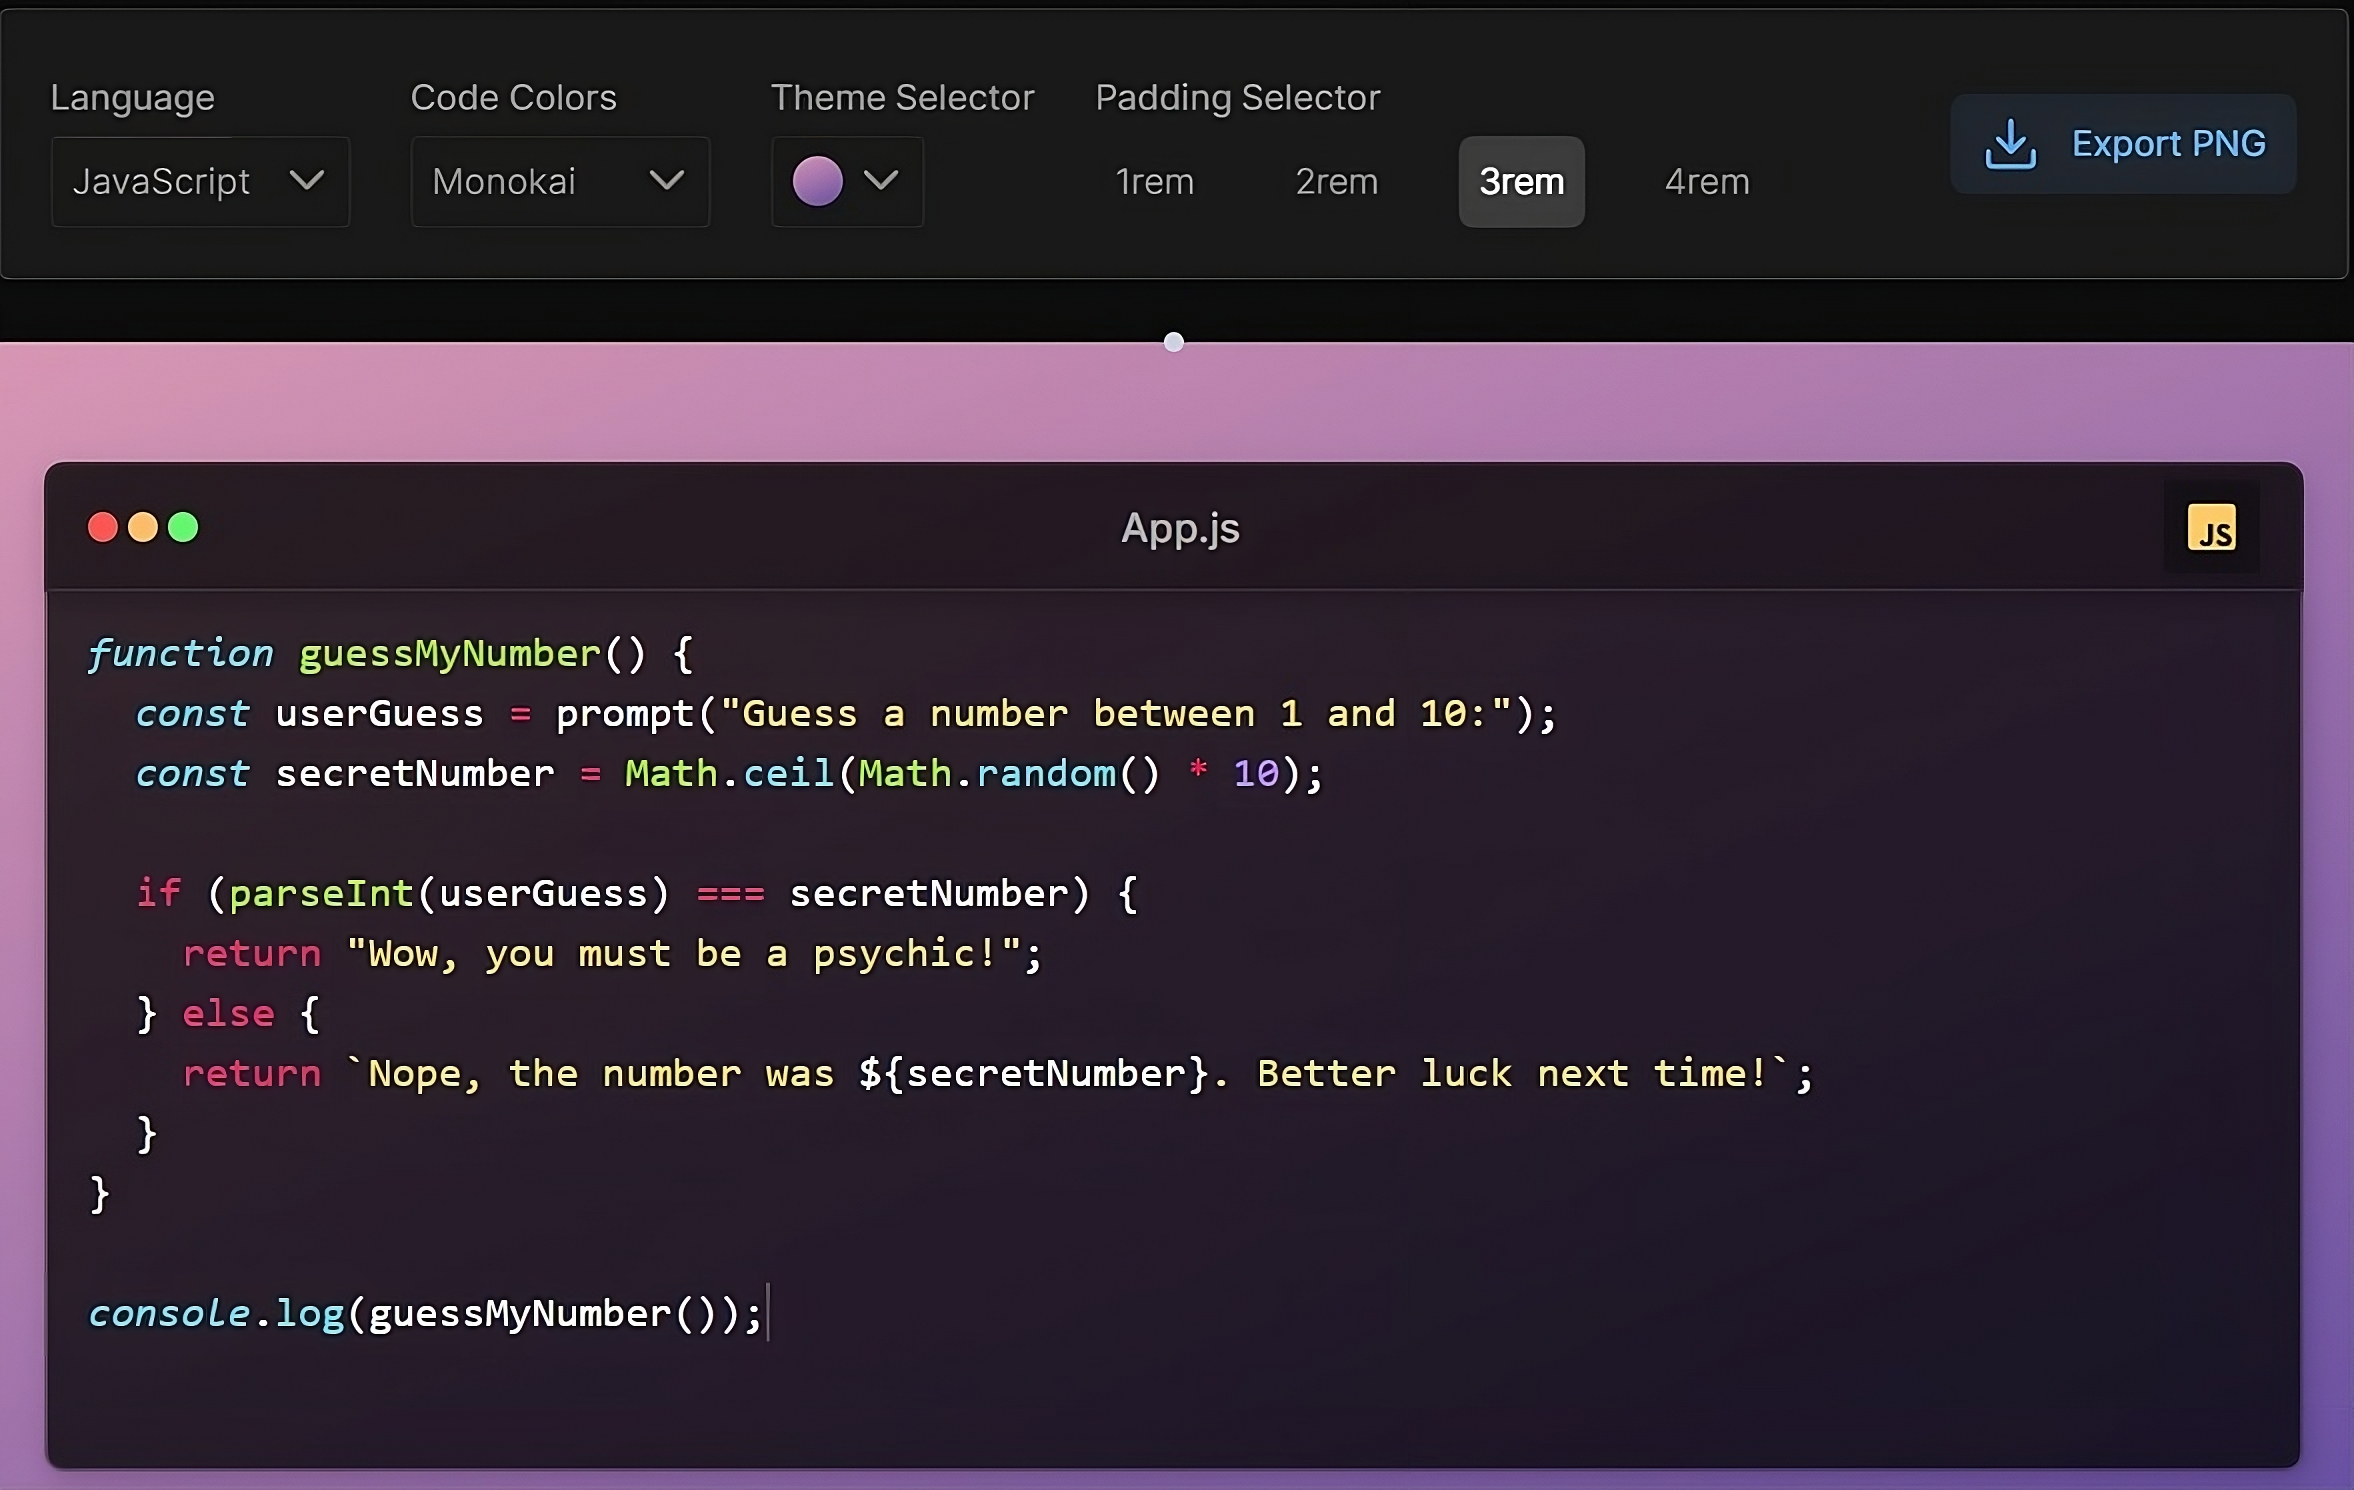 Language Code Colors Theme Selector Padding Selector
JavaScript Monokai 1rem 2rem 3rem 4rem Export PNG
App.js JS
function guessMyNumber() {
  const userGuess = prompt("Guess a number between 1 and 10:");
  const secretNumber = Math.ceil(Math.random() * 10);

  if (parseInt(userGuess) === secretNumber) {
    return "Wow, you must be a psychic!";
  } else {
    return `Nope, the number was ${secretNumber}. Better luck next time!`;
  }
}

console.log(guessMyNumber());